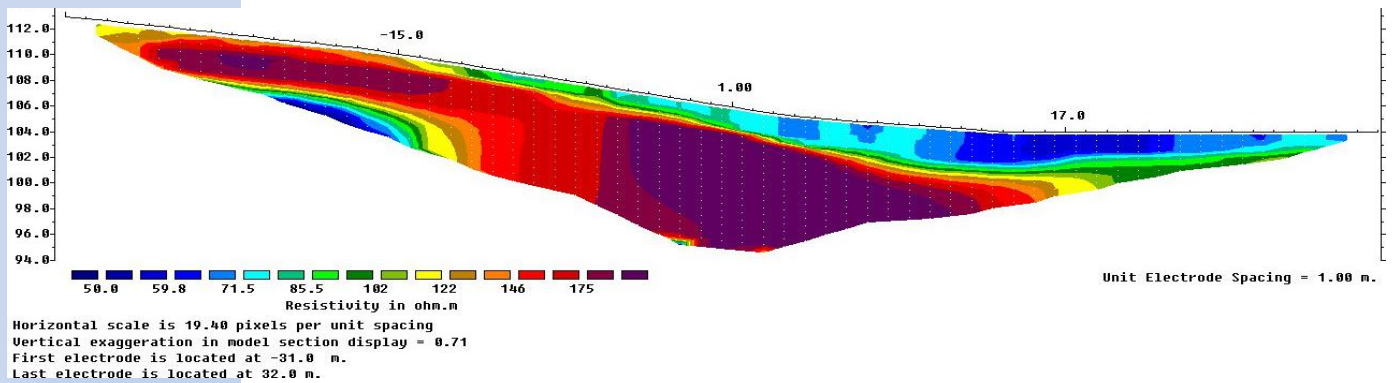 112.0
110.0
108.0
106.0
104.0
102.0
100.0
98.0
96.0
94.0
-15.0
1.00
17.0
50.0 59.8 71.5 85.5 102 122 146 175
Resistivity in ohm.m
Unit Electrode Spacing = 1.00 m.
Horizontal scale is 19.40 pixels per unit spacing
Vertical exaggeration in model section display = 0.71
First electrode is located at -31.0 m.
Last electrode is located at 32.0 m.